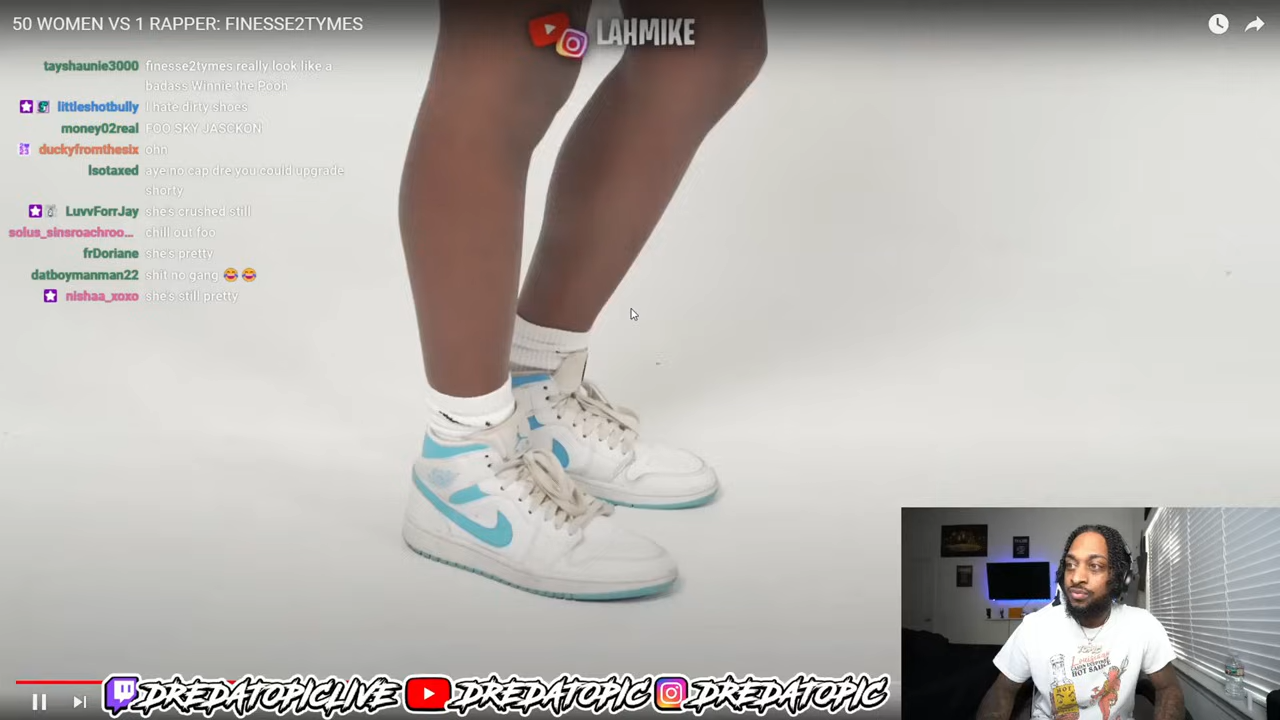 50 WOMEN VS 1 RAPPER: FINESSE2TYMES
LAHMIKE
tayshaunie3000 finesse2tymes really look like a
badass Winnie the Pooh
littleshotbully I hate dirty shoes
money02real FOO SKY JASCKON
duckyfromthesix ohn
lsotaxed aye no cap dre you could upgrade
shorty
LuvvForrJay she's crushed still
solus_sinsroachroo... chill out foo
frDoriane she's pretty
datboymanman22 shit no gang 😂 😂
nishaa_xoxo she's still pretty
DREDATOPICLIVE DREDATOPIC DREDATOPIC